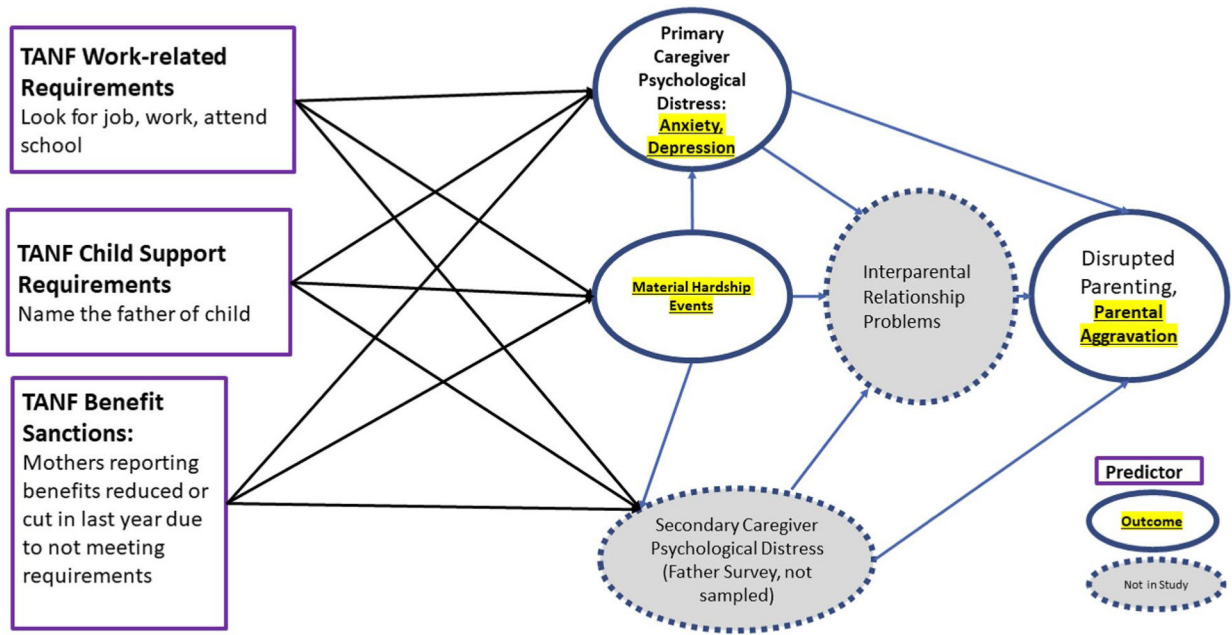 TANF Work-related
Requirements
Look for job, work, attend
school
TANF Child Support
Requirements
Name the father of child
TANF Benefit
Sanctions:
Mothers reporting
benefits reduced or
cut in last year due
to not meeting
requirements
Primary
Caregiver
Psychological
Distress:
Anxiety,
Depression
Material Hardship
Events
Secondary Caregiver
Psychological Distress
(Father Survey, not
sampled)
Interparental
Relationship
Problems
Disrupted
Parenting,
Parental
Aggravation
Predictor
Outcome
Not in Study